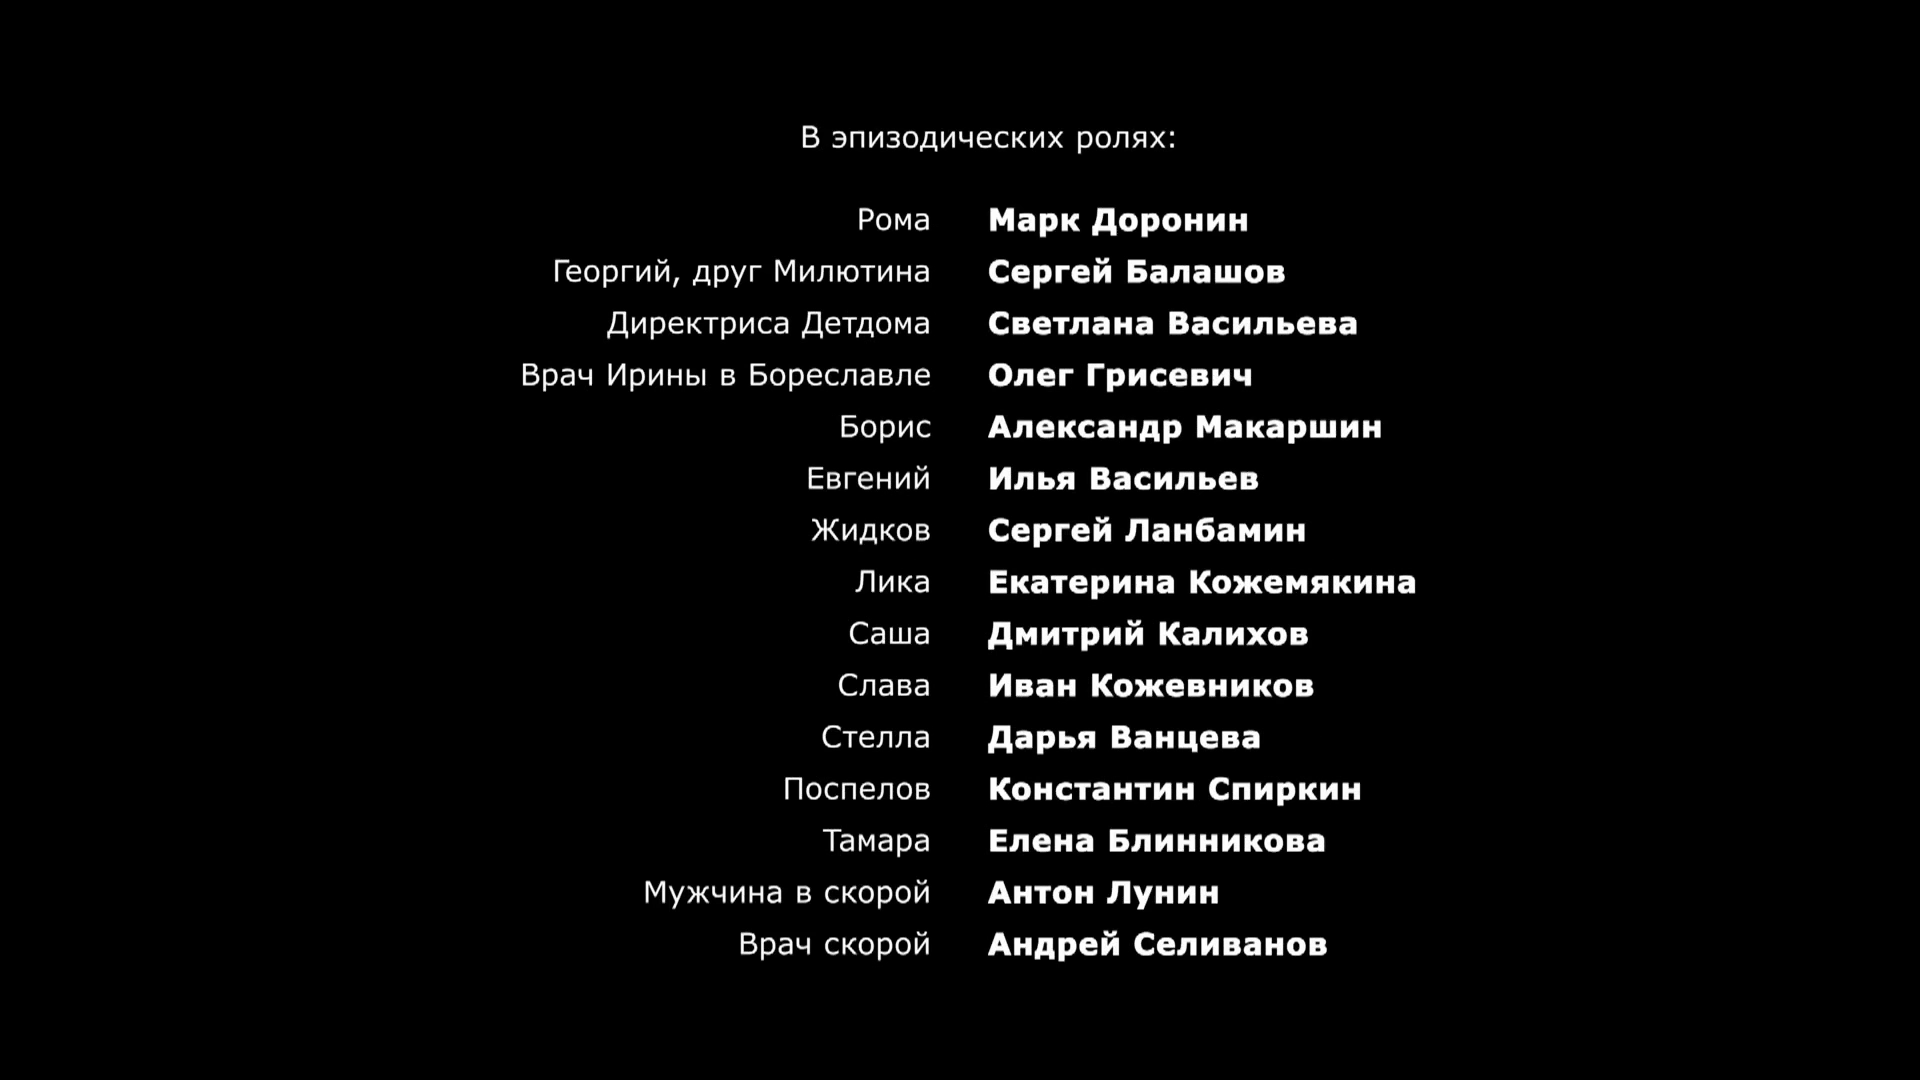 В эпизодических ролях:
Рома Марк Доронин
Георгий, друг Милютина Сергей Балашов
Директриса Детдома Светлана Васильева
Врач Ирины в Бореславле Олег Грисевич
Борис Александр Макаршин
Евгений Илья Васильев
Жидков Сергей Ланбамин
Лика Екатерина Кожемякина
Саша Дмитрий Калихов
Слава Иван Кожевников
Стелла Дарья Ванцева
Поспелов Константин Спиркин
Тамара Елена Блинникова
Мужчина в скорой Антон Лунин
Врач скорой Андрей Селиванов